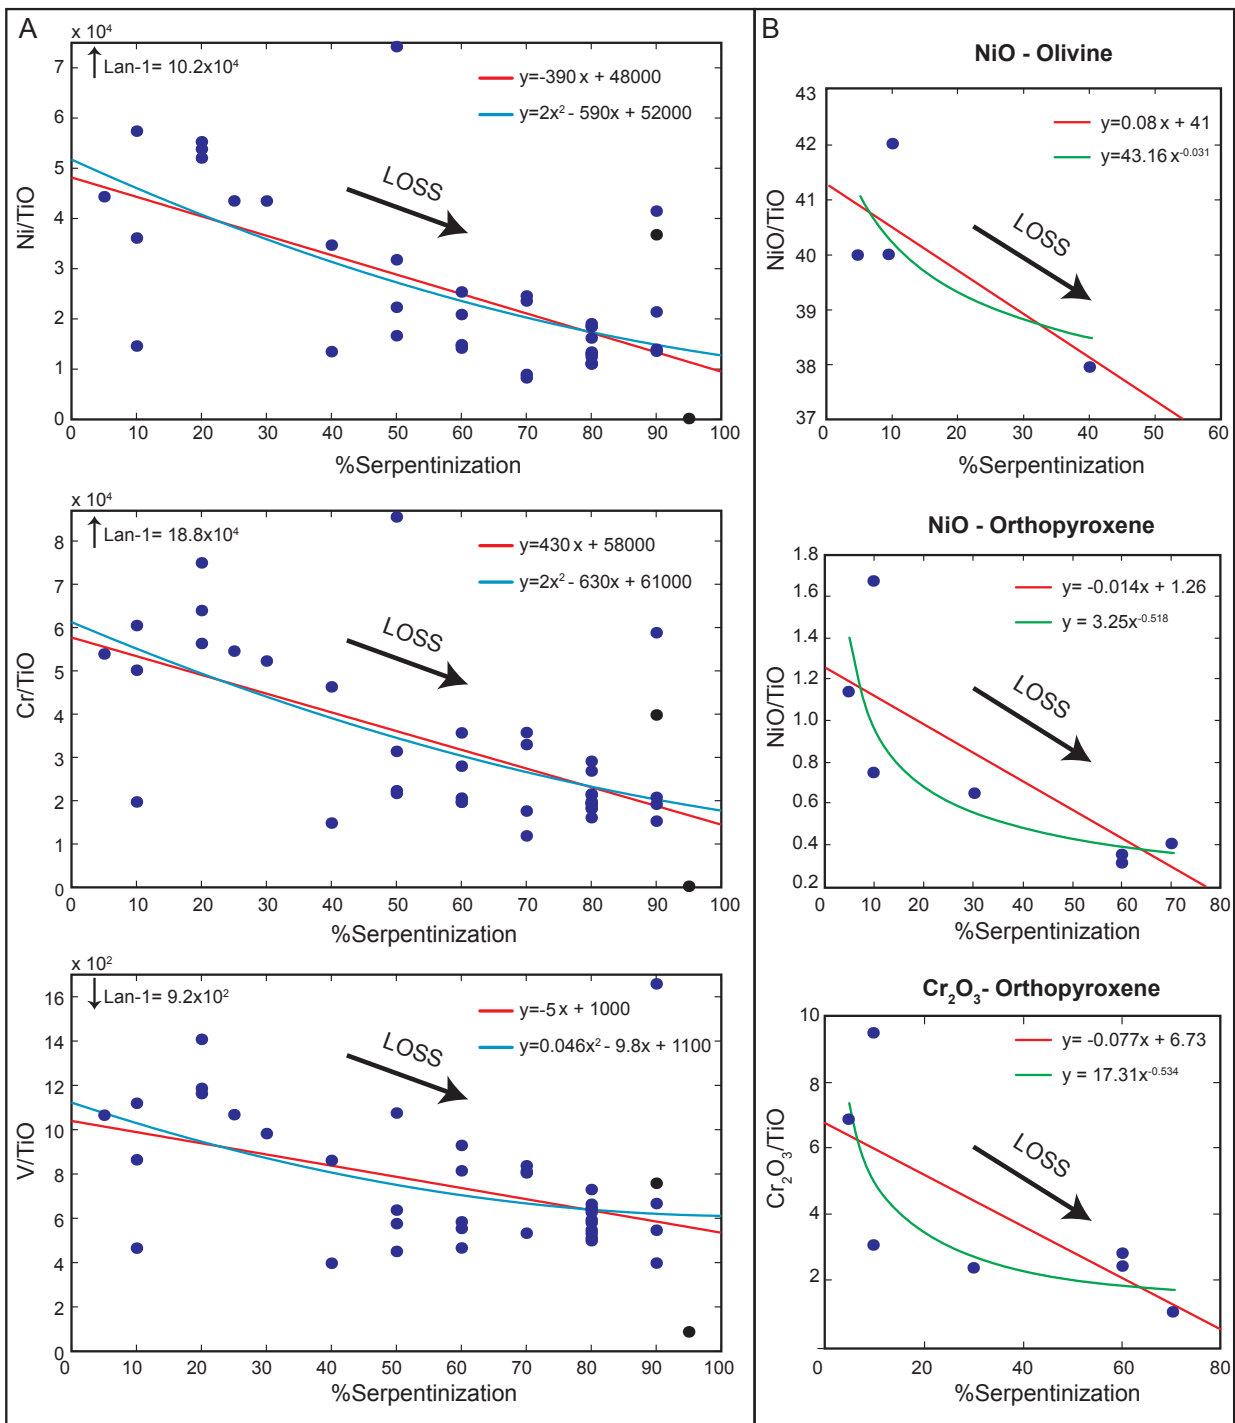 A
x 10⁴
Lan-1= 10.2x10⁴
y=-390 x + 48000
y=2x² - 590x + 52000
LOSS
Ni/TiO
7
6
5
4
3
2
1
0
0 10 20 30 40 50 60 70 80 90 100
%Serpentinization
x 10⁴
Lan-1= 18.8x10⁴
y=430 x + 58000
y=2x² - 630x + 61000
LOSS
Cr/TiO
8
7
6
5
4
3
2
1
0
0 10 20 30 40 50 60 70 80 90 100
%Serpentinization
x 10²
Lan-1= 9.2x10²
y=-5 x + 1000
y=0.046x² - 9.8x + 1100
LOSS
V/TiO
16
14
12
10
8
6
4
2
0
0 10 20 30 40 50 60 70 80 90 100
%Serpentinization
B
NiO - Olivine
y=0.08 x + 41
y=43.16 x⁻⁰·⁰³¹
LOSS
NiO/TiO
43
42
41
40
39
38
37
0 20 40 60
%Serpentinization
NiO - Orthopyroxene
y= -0.014x + 1.26
y = 3.25x⁻⁰·⁵¹⁸
LOSS
NiO/TiO
1.8
1.6
1.4
1.2
1.0
0.8
0.6
0.4
0.2
0 10 20 30 40 50 60 70 80
%Serpentinization
Cr₂O₃- Orthopyroxene
y= -0.077x + 6.73
y = 17.31x⁻⁰·⁵³⁴
LOSS
Cr₂O₃/TiO
10
8
6
4
2
0 20 40 60 80
%Serpentinization